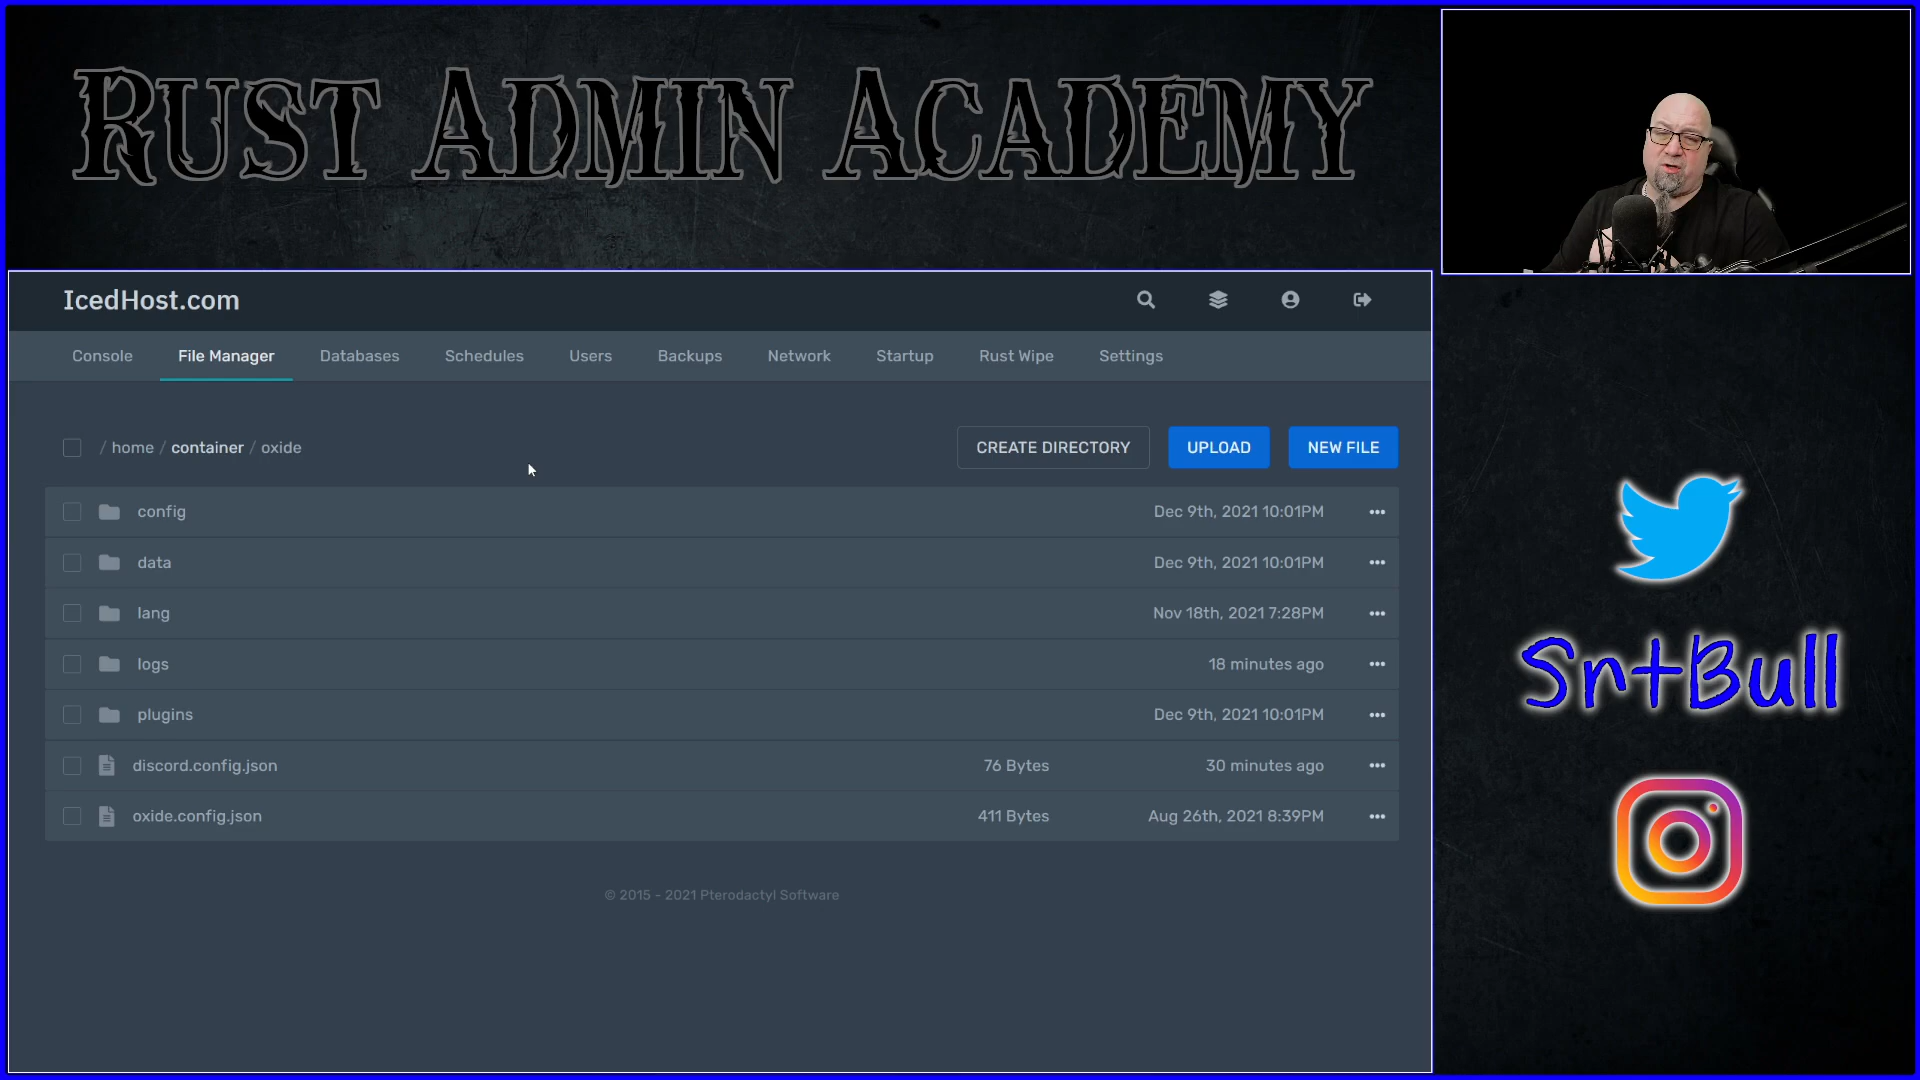 RUST ADMIN ACADEMY
IcedHost.com
Console File Manager Databases Schedules Users Backups Network Startup Rust Wipe Settings
/ home / container / oxide CREATE DIRECTORY UPLOAD NEW FILE
config Dec 9th, 2021 10:01PM
data Dec 9th, 2021 10:01PM
lang Nov 18th, 2021 7:28PM
logs 18 minutes ago
plugins Dec 9th, 2021 10:01PM
discord.config.json 76 Bytes 30 minutes ago
oxide.config.json 411 Bytes Aug 26th, 2021 8:39PM
© 2015 - 2021 Pterodactyl Software
SntBull